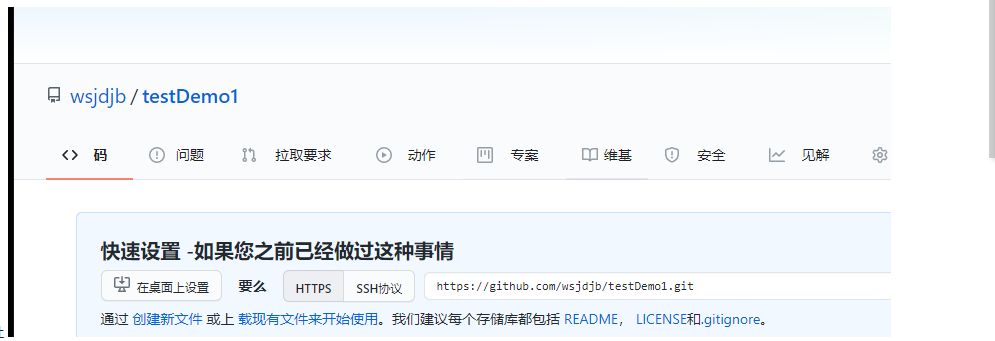 wsjdjb / testDemo1
码 问题 拉取要求 动作 专案 维基 安全 见解
快速设置 -如果您之前已经做过这种事情
在桌面上设置 要么 HTTPS SSH协议 https://github.com/wsjdjb/testDemo1.git
通过 创建新文件 或上 载现有文件来开始使用。我们建议每个存储库都包括 README， LICENSE和.gitignore。